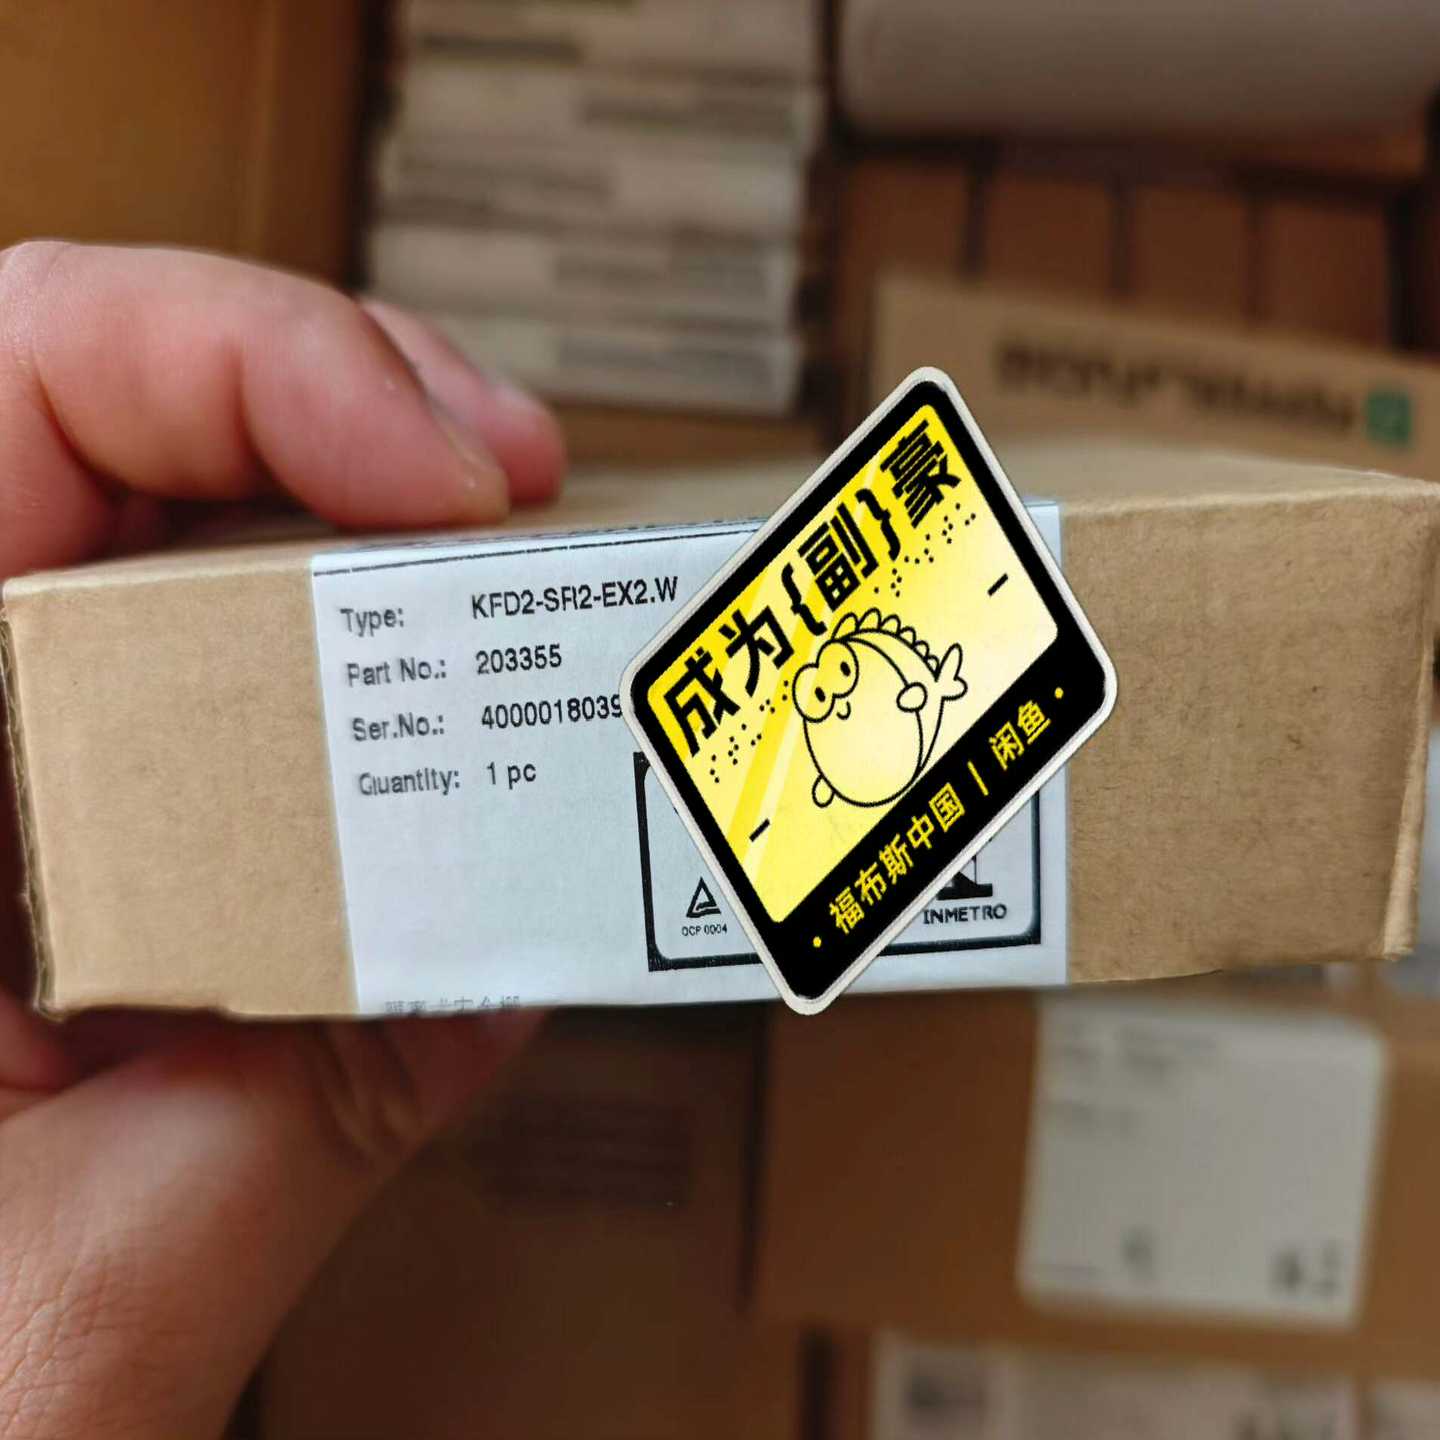 Type: KFD2-SR2-EX2.W
Part No.: 203355
Ser.No.: 4000018039
Quantity: 1 pc
成为{副}豪
· 福布斯中国 | 闲鱼 ·
OCP 0004
INMETRO